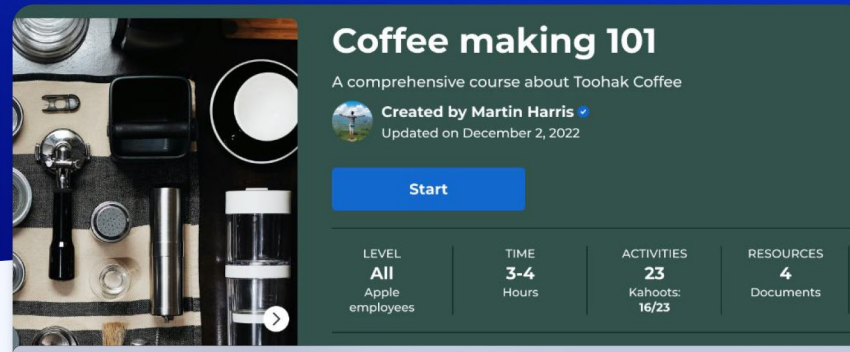 Coffee making 101
A comprehensive course about Toohak Coffee
Created by Martin Harris
Updated on December 2, 2022
Start
LEVEL
All
Apple
employees
TIME
3-4
Hours
ACTIVITIES
23
Kahoots:
16/23
RESOURCES
4
Documents